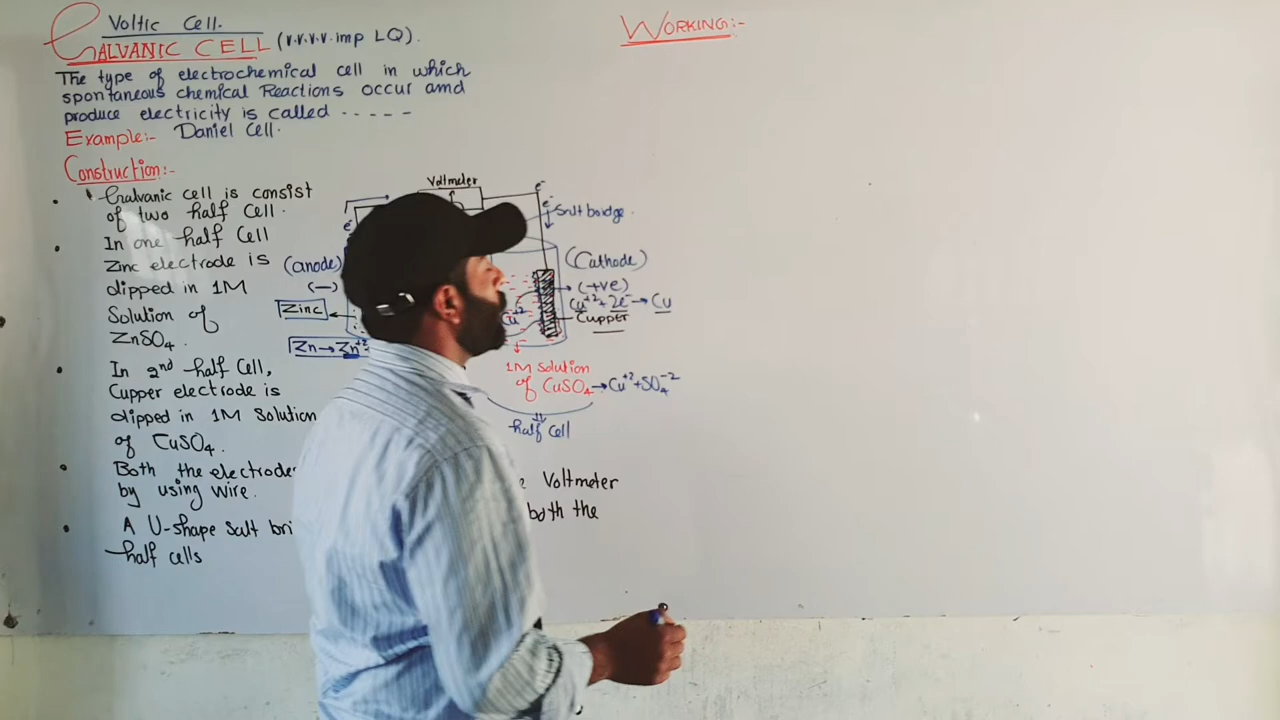 Voltic Cell.
GALVANIC CELL (v.v.v.v.imp LQ).
The type of electrochemical cell in which
spontaneous chemical Reactions occur and
produce electricity is called -----
Example:- Daniel Cell.
Construction:-
Galvanic cell is consist
of two half Cell.
In one half Cell
Zinc electrode is
dipped in 1M
Solution of
ZnSO4.
In 2nd half Cell,
Cupper electrode is
dipped in 1M Solution
of CuSO4.
Both the electrodes
by using wire.
A U-shape Salt bri
half cells
Voltmeter
both the
Voltmeter
e-
e-
e-
Salt bridge.
(anode)
(-)
Zinc
Zn→Zn+2
(Cathode)
(+ve)
Cu+2+2e-→Cu
Cupper
Cu+2
1M Solution
of CuSO4→Cu+2+SO4-2
half Cell
WORKING:-